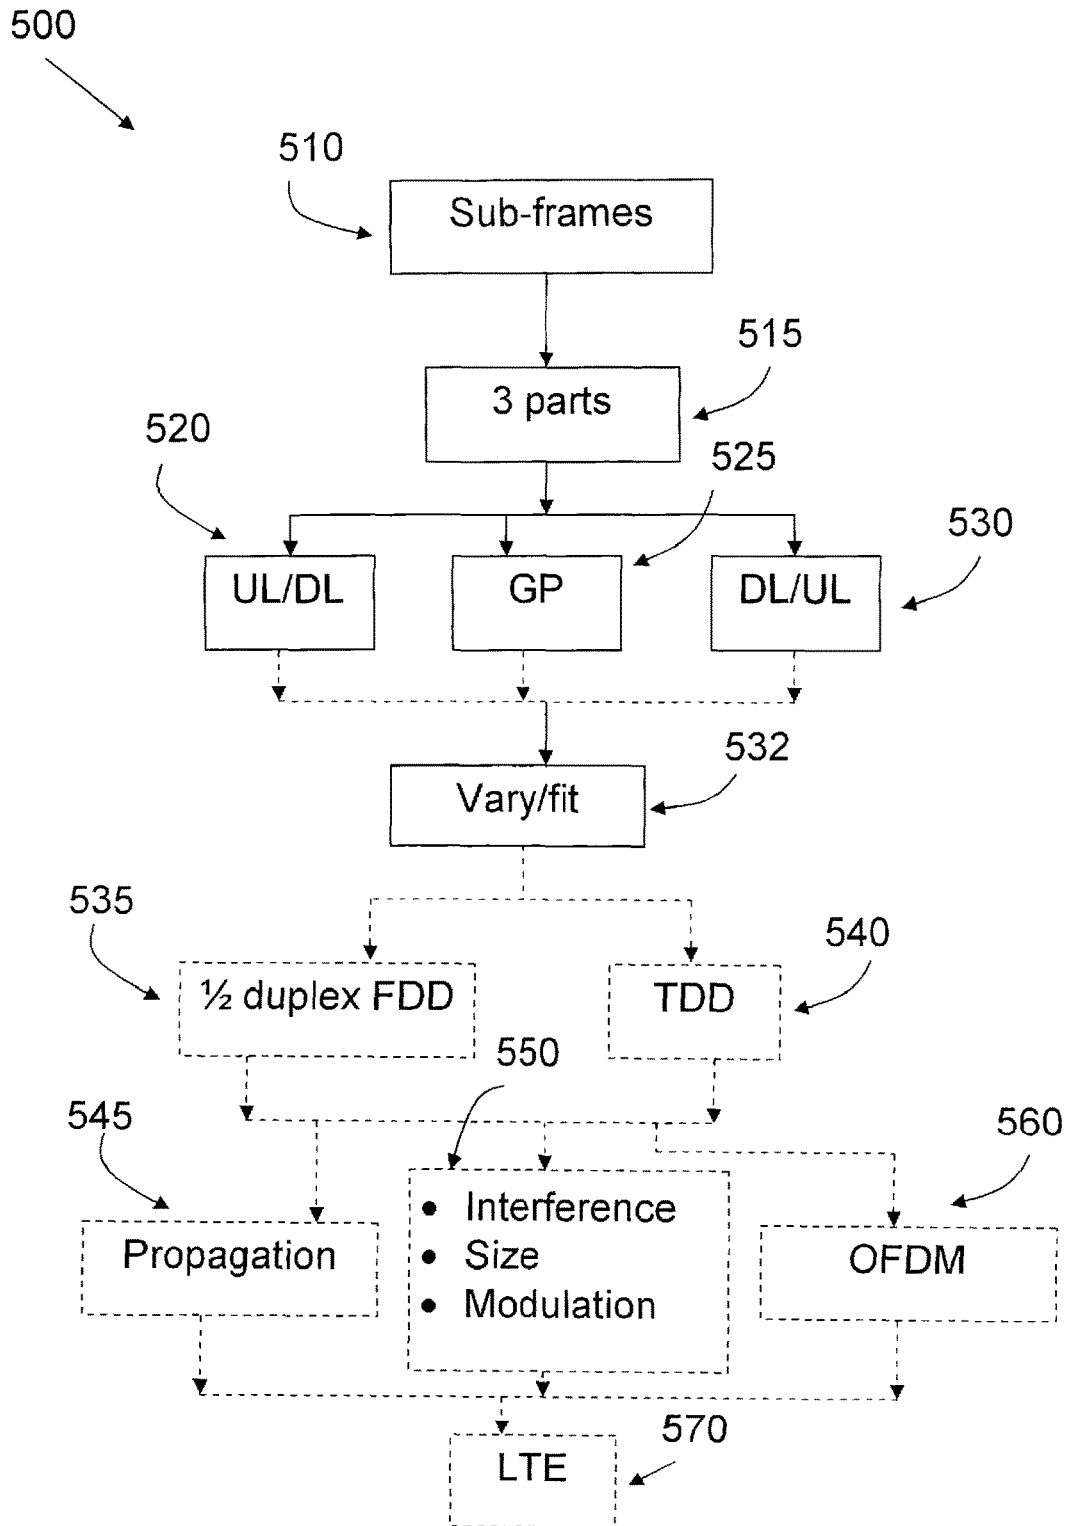 500
510
Sub-frames
515
3 parts
520
525
530
UL/DL
GP
DL/UL
532
Vary/fit
535
540
½ duplex FDD
TDD
550
545
560
• Interference
Propagation
• Size
OFDM
• Modulation
570
LTE